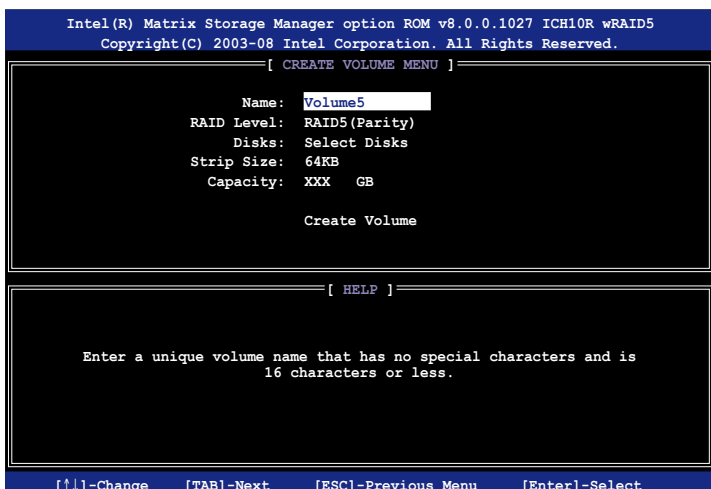 Intel(R) Matrix Storage Manager option ROM v8.0.0.1027 ICH10R wRAID5
Copyright(C) 2003-08 Intel Corporation. All Rights Reserved.
[ CREATE VOLUME MENU ]
Name: Volume5
RAID Level: RAID5(Parity)
Disks: Select Disks
Strip Size: 64KB
Capacity: XXX GB
Create Volume
[ HELP ]
Enter a unique volume name that has no special characters and is
16 characters or less.
[↑↓]-Change [TAB]-Next [ESC]-Previous Menu [Enter]-Select